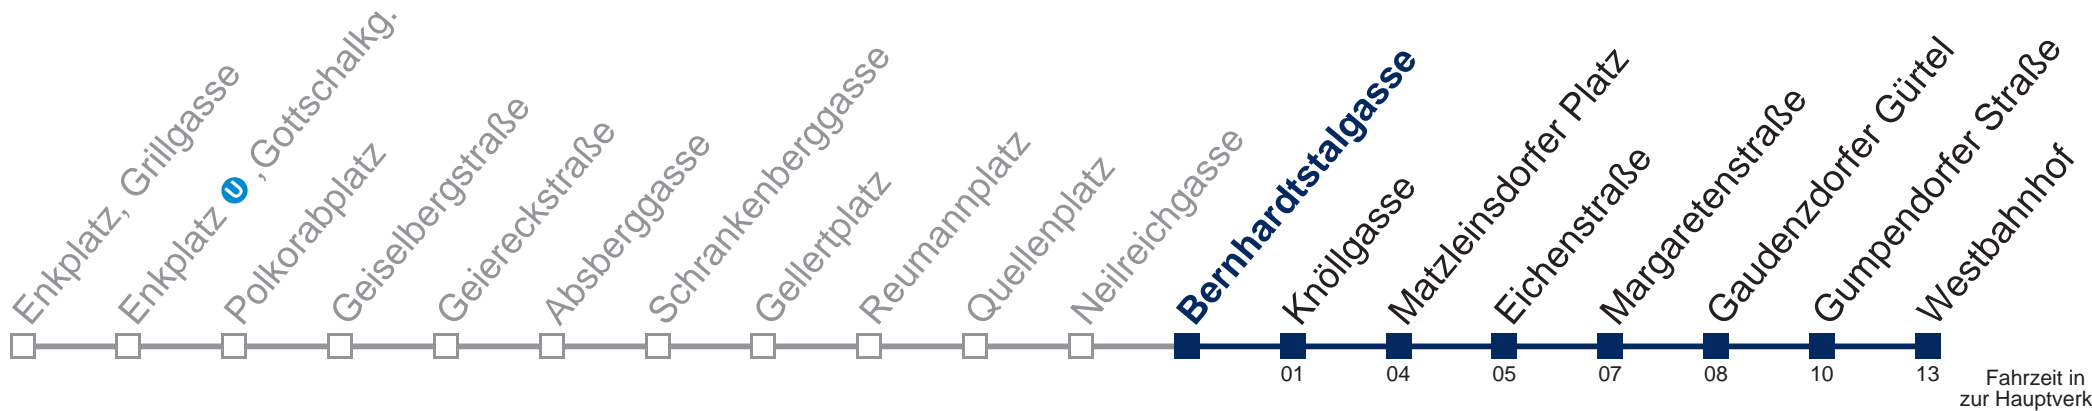 Enkplatz, Grillgasse
Enkplatz U , Gottschalkg.
Polkorabplatz
Geiselbergstraße
Geiereckstraße
Absberggasse
Schrankenberggasse
Gellertplatz
Reumannplatz
Quellenplatz
Neilreichgasse
Bernhardtstalgasse
Knöllgasse
Matzleinsdorfer Platz
Eichenstraße
Margaretenstraße
Gaudenzdorfer Gürtel
Gumpendorfer Straße
Westbahnhof
01 04 05 07 08 10 13
Fahrzeit in
zur Hauptverk